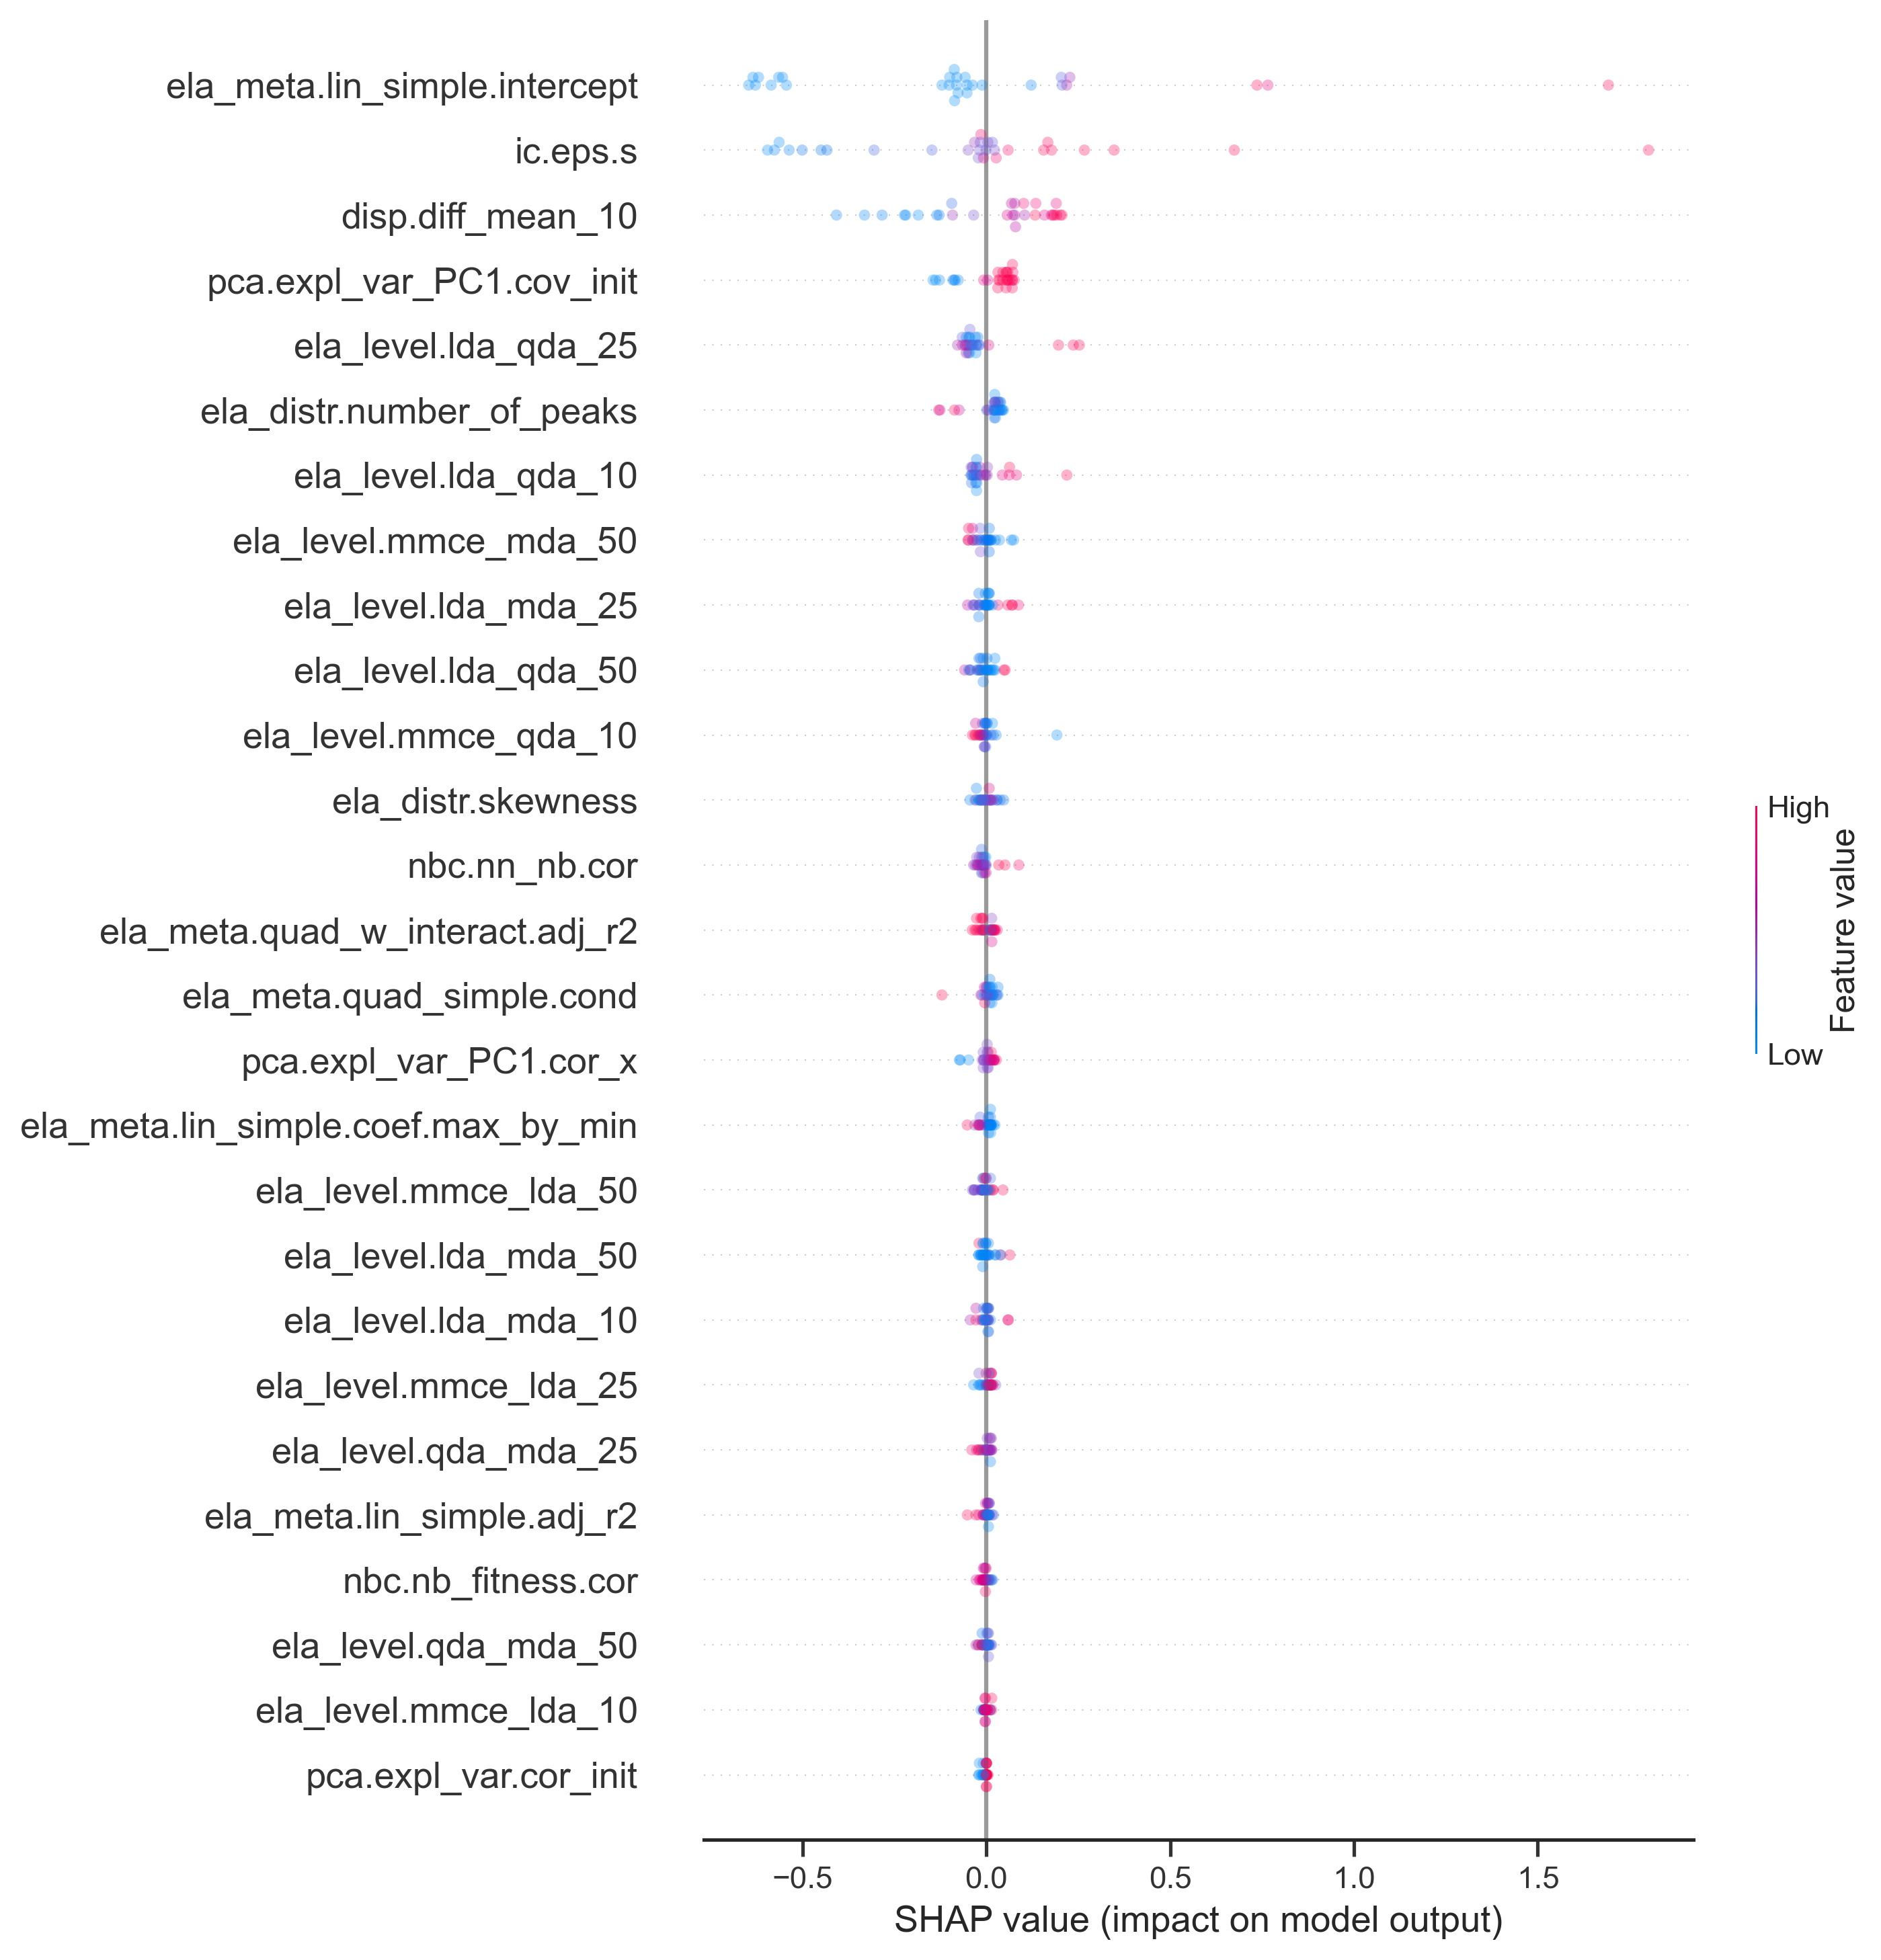 ela_meta.lin_simple.intercept
ic.eps.s
disp.diff_mean_10
pca.expl_var_PC1.cov_init
ela_level.lda_qda_25
ela_distr.number_of_peaks
ela_level.lda_qda_10
ela_level.mmce_mda_50
ela_level.lda_mda_25
ela_level.lda_qda_50
ela_level.mmce_qda_10
ela_distr.skewness
nbc.nn_nb.cor
ela_meta.quad_w_interact.adj_r2
ela_meta.quad_simple.cond
pca.expl_var_PC1.cor_x
ela_meta.lin_simple.coef.max_by_min
ela_level.mmce_lda_50
ela_level.lda_mda_50
ela_level.lda_mda_10
ela_level.mmce_lda_25
ela_level.qda_mda_25
ela_meta.lin_simple.adj_r2
nbc.nb_fitness.cor
ela_level.qda_mda_50
ela_level.mmce_lda_10
pca.expl_var.cor_init
−0.5 0.0 0.5 1.0 1.5
SHAP value (impact on model output)
High
Feature value
Low